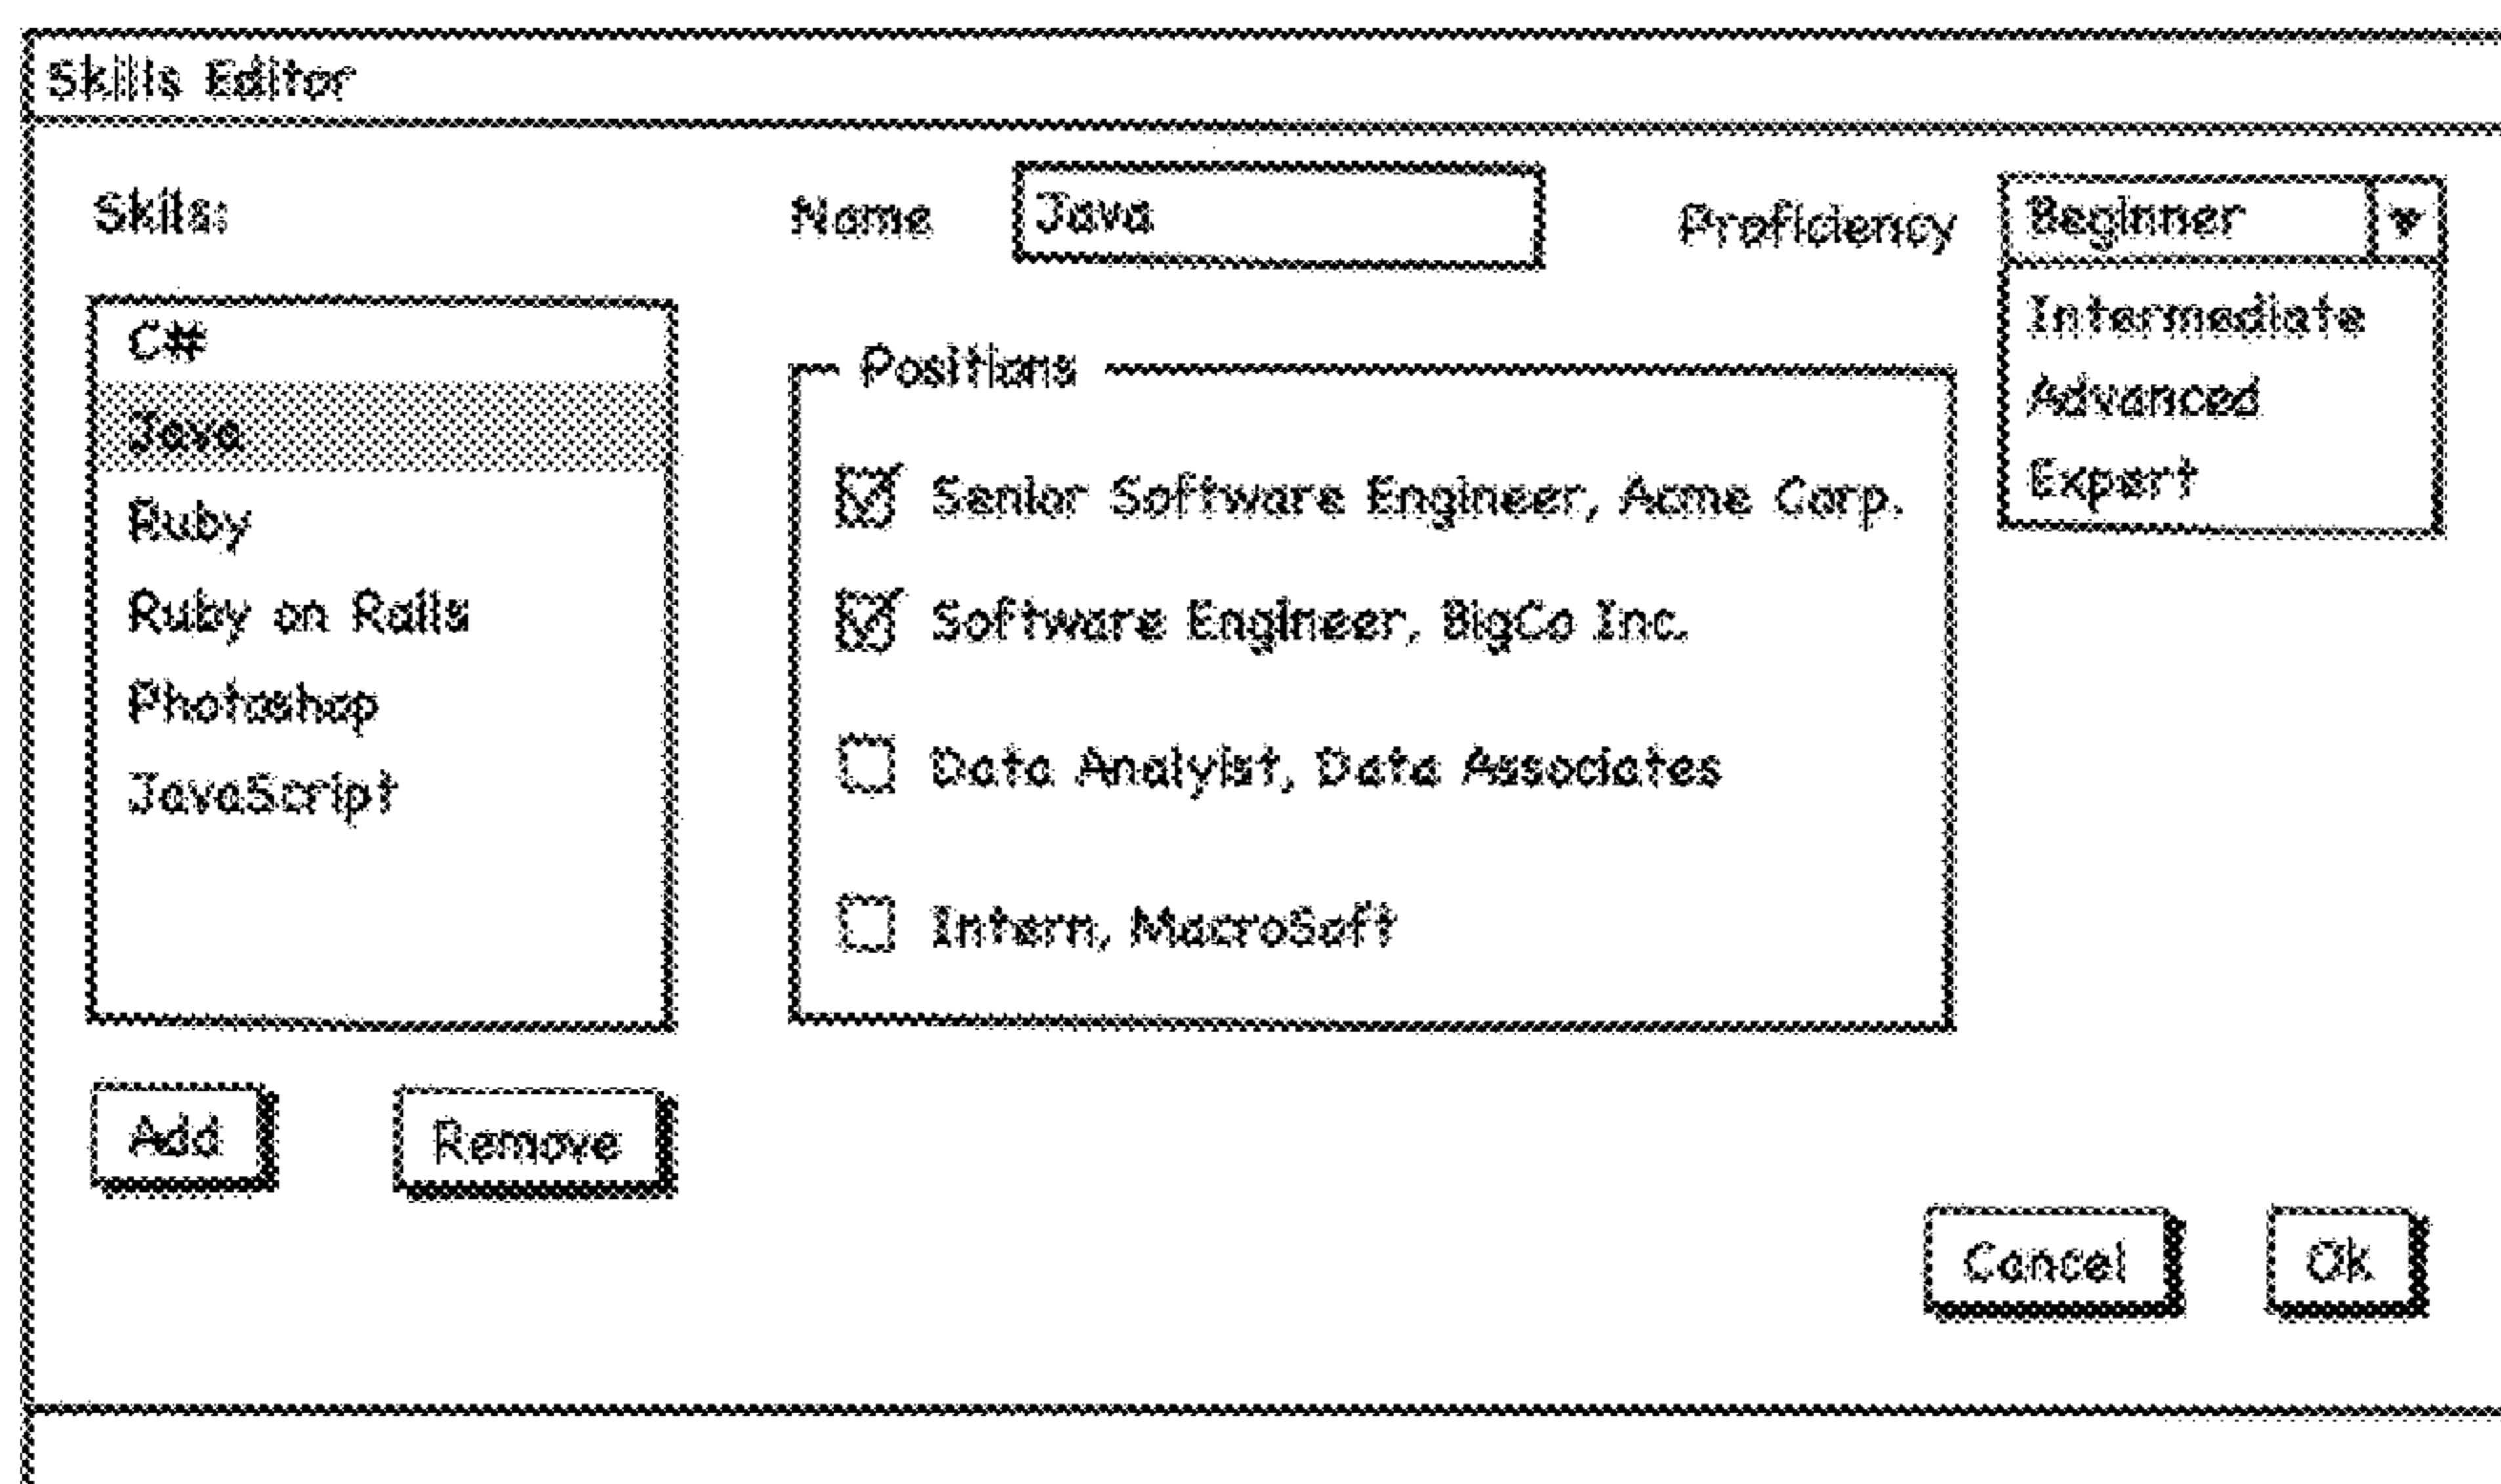 Skills Editor
Skills:
Name
Java
Proficiency
Beginner
Intermediate
Advanced
Expert
C#
Java
Ruby
Ruby on Rails
Photoshop
JavaScript
Positions
Senior Software Engineer, Acme Corp.
Software Engineer, BigCo Inc.
Data Analyist, Data Associates
Intern, MacroSoft
Add
Remove
Cancel
Ok